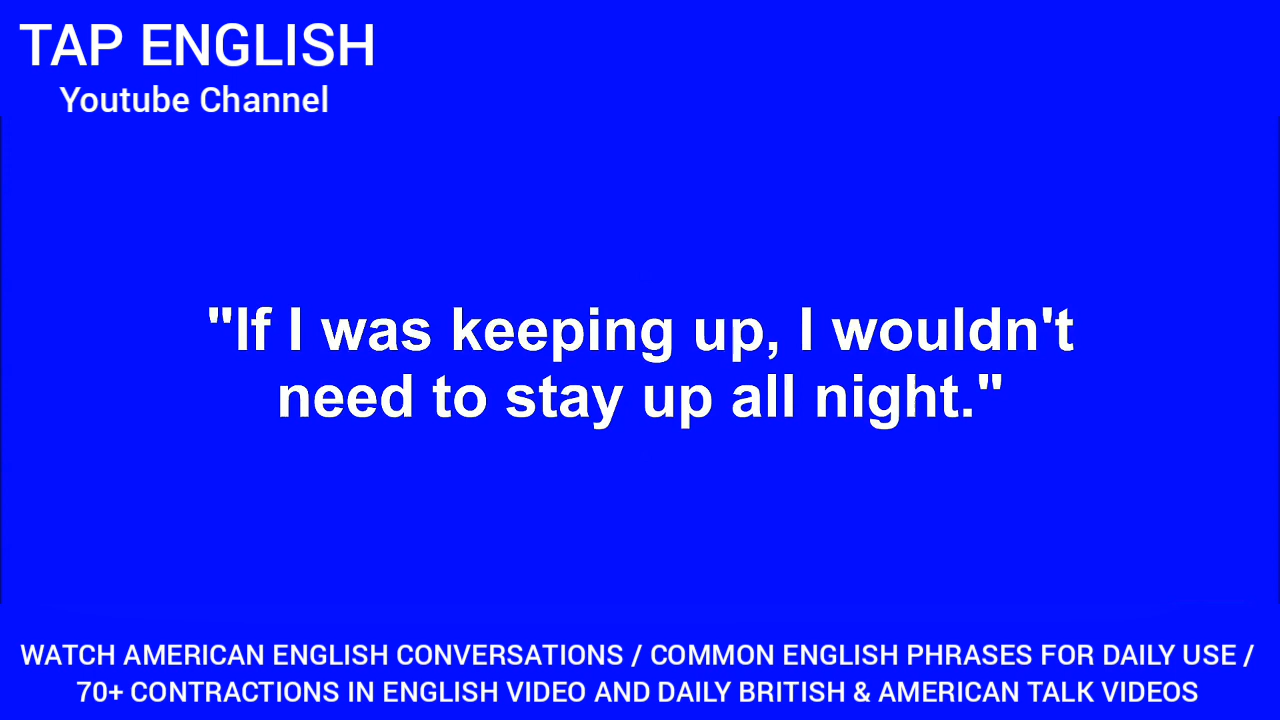 TAP ENGLISH
Youtube Channel
"If I was keeping up, I wouldn't
need to stay up all night."
WATCH AMERICAN ENGLISH CONVERSATIONS / COMMON ENGLISH PHRASES FOR DAILY USE /
70+ CONTRACTIONS IN ENGLISH VIDEO AND DAILY BRITISH & AMERICAN TALK VIDEOS